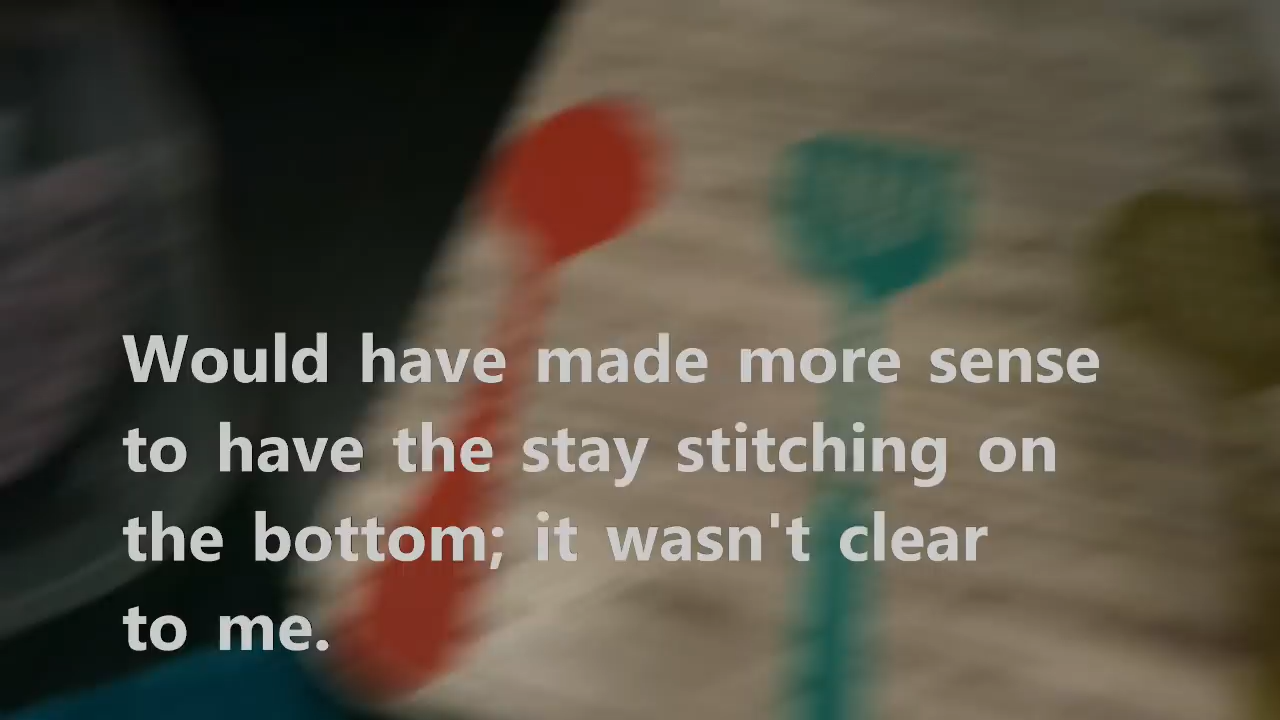 Would have made more sense
to have the stay stitching on
the bottom; it wasn't clear
to me.